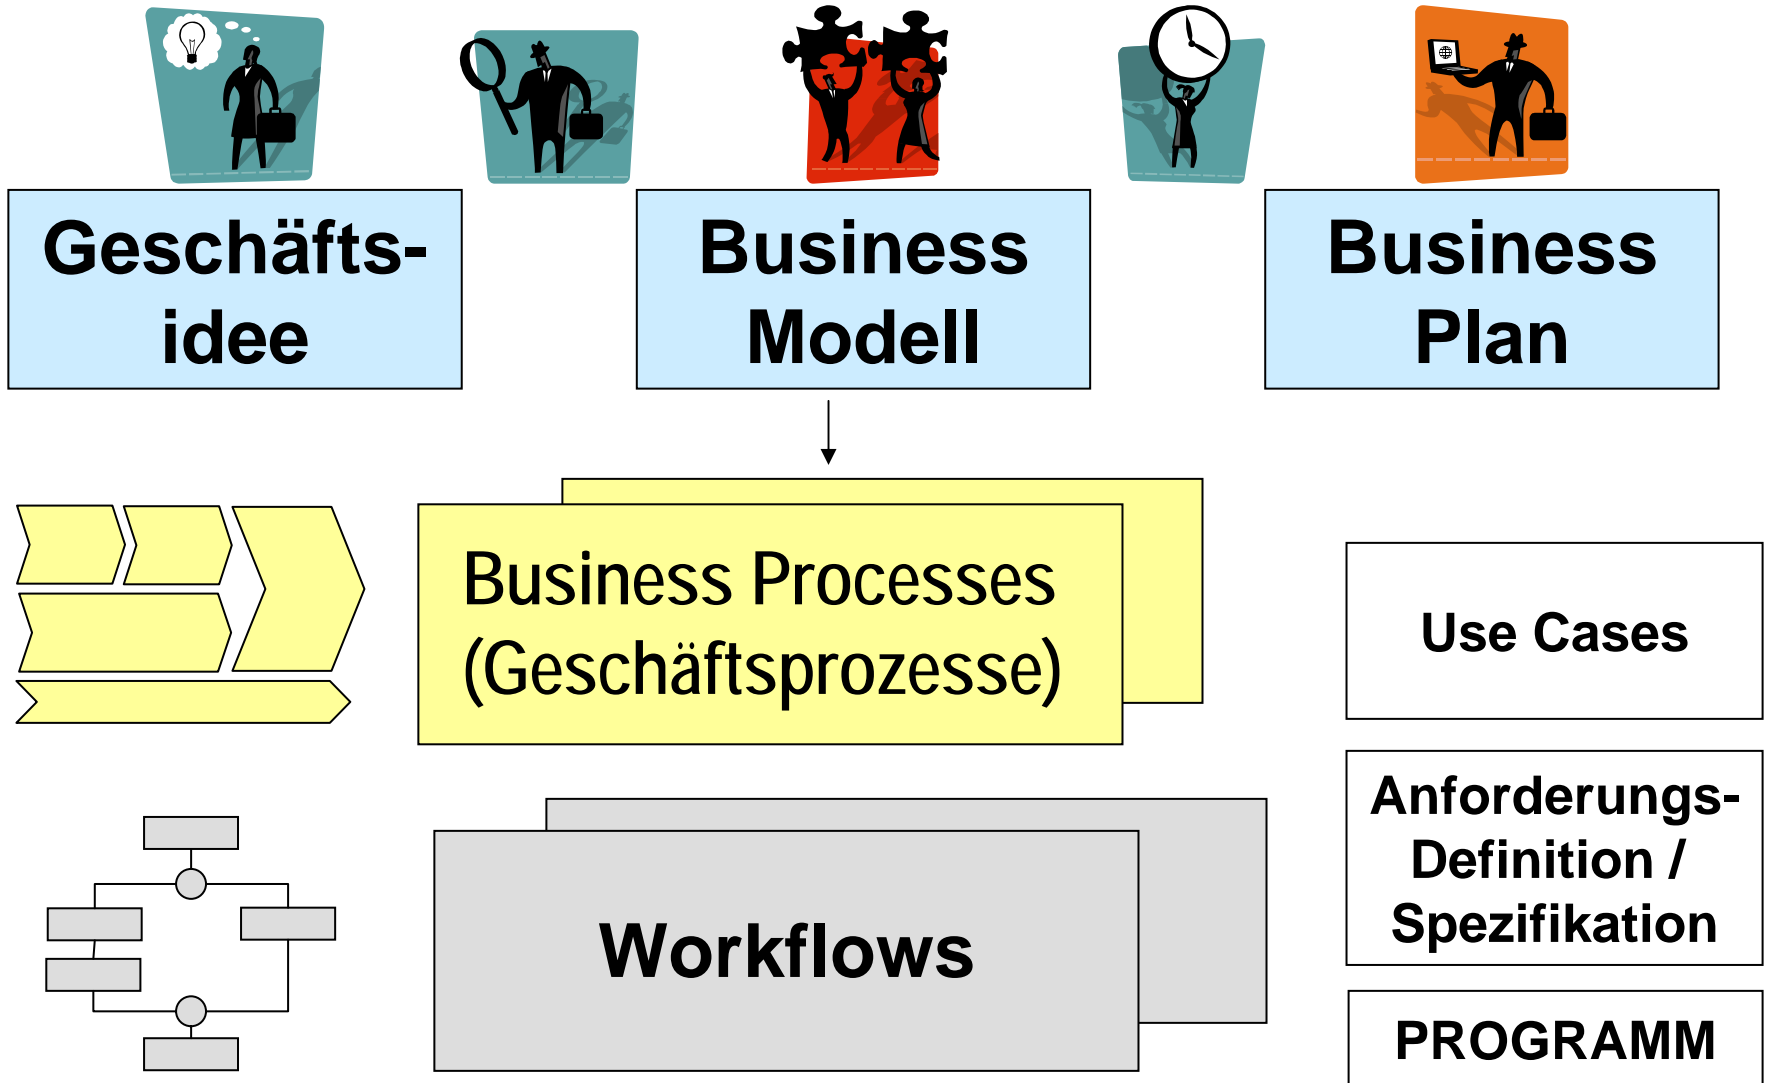 Geschäfts-
idee
Business
Modell
Business
Plan
Business Processes
(Geschäftsprozesse)
Use Cases
Anforderungs-
Definition /
Spezifikation
Workflows
PROGRAMM